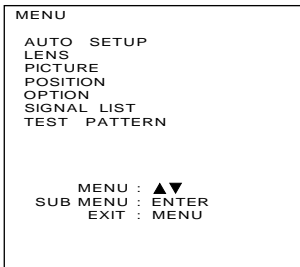 MENU
AUTO SETUP
LENS
PICTURE
POSITION
OPTION
SIGNAL LIST
TEST PATTERN
MENU : ▲▼
SUB MENU : ENTER
EXIT : MENU